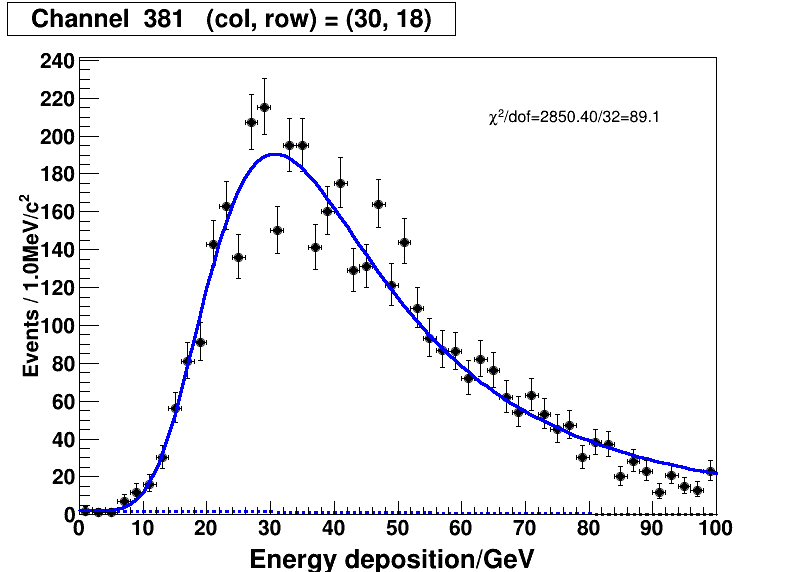 Channel 381 (col, row) = (30, 18)
240
220
200
180
160
140
120
100
80
60
40
20
0
Events / 1.0MeV/c²
χ²/dof=2850.40/32=89.1
0 10 20 30 40 50 60 70 80 90 100
Energy deposition/GeV